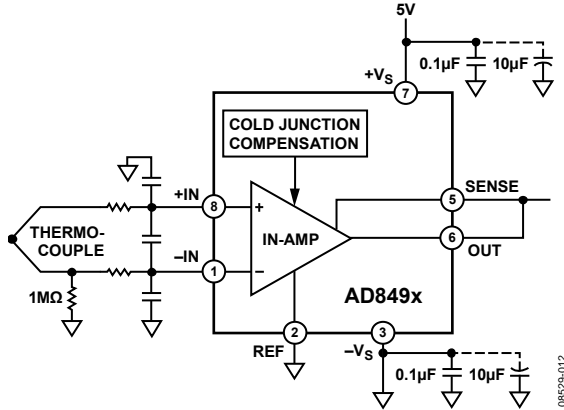 5V
0.1µF
10µF
+VS
7
COLD JUNCTION
COMPENSATION
+IN
8
+
5
SENSE
THERMO-
COUPLE
IN-AMP
6
OUT
–IN
1
–
1MΩ
AD849x
2
3
REF
–VS
0.1µF
10µF
08529-012